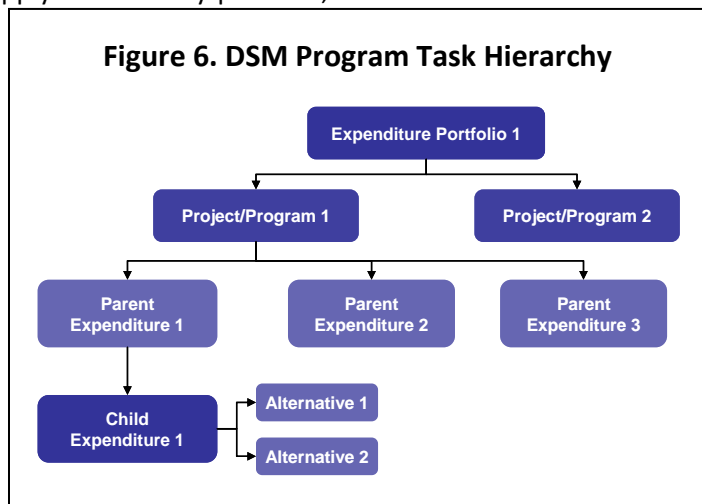 Figure 6. DSM Program Task Hierarchy
Expenditure Portfolio 1
Project/Program 1
Project/Program 2
Parent
Expenditure 1
Parent
Expenditure 2
Parent
Expenditure 3
Child
Expenditure 1
Alternative 1
Alternative 2